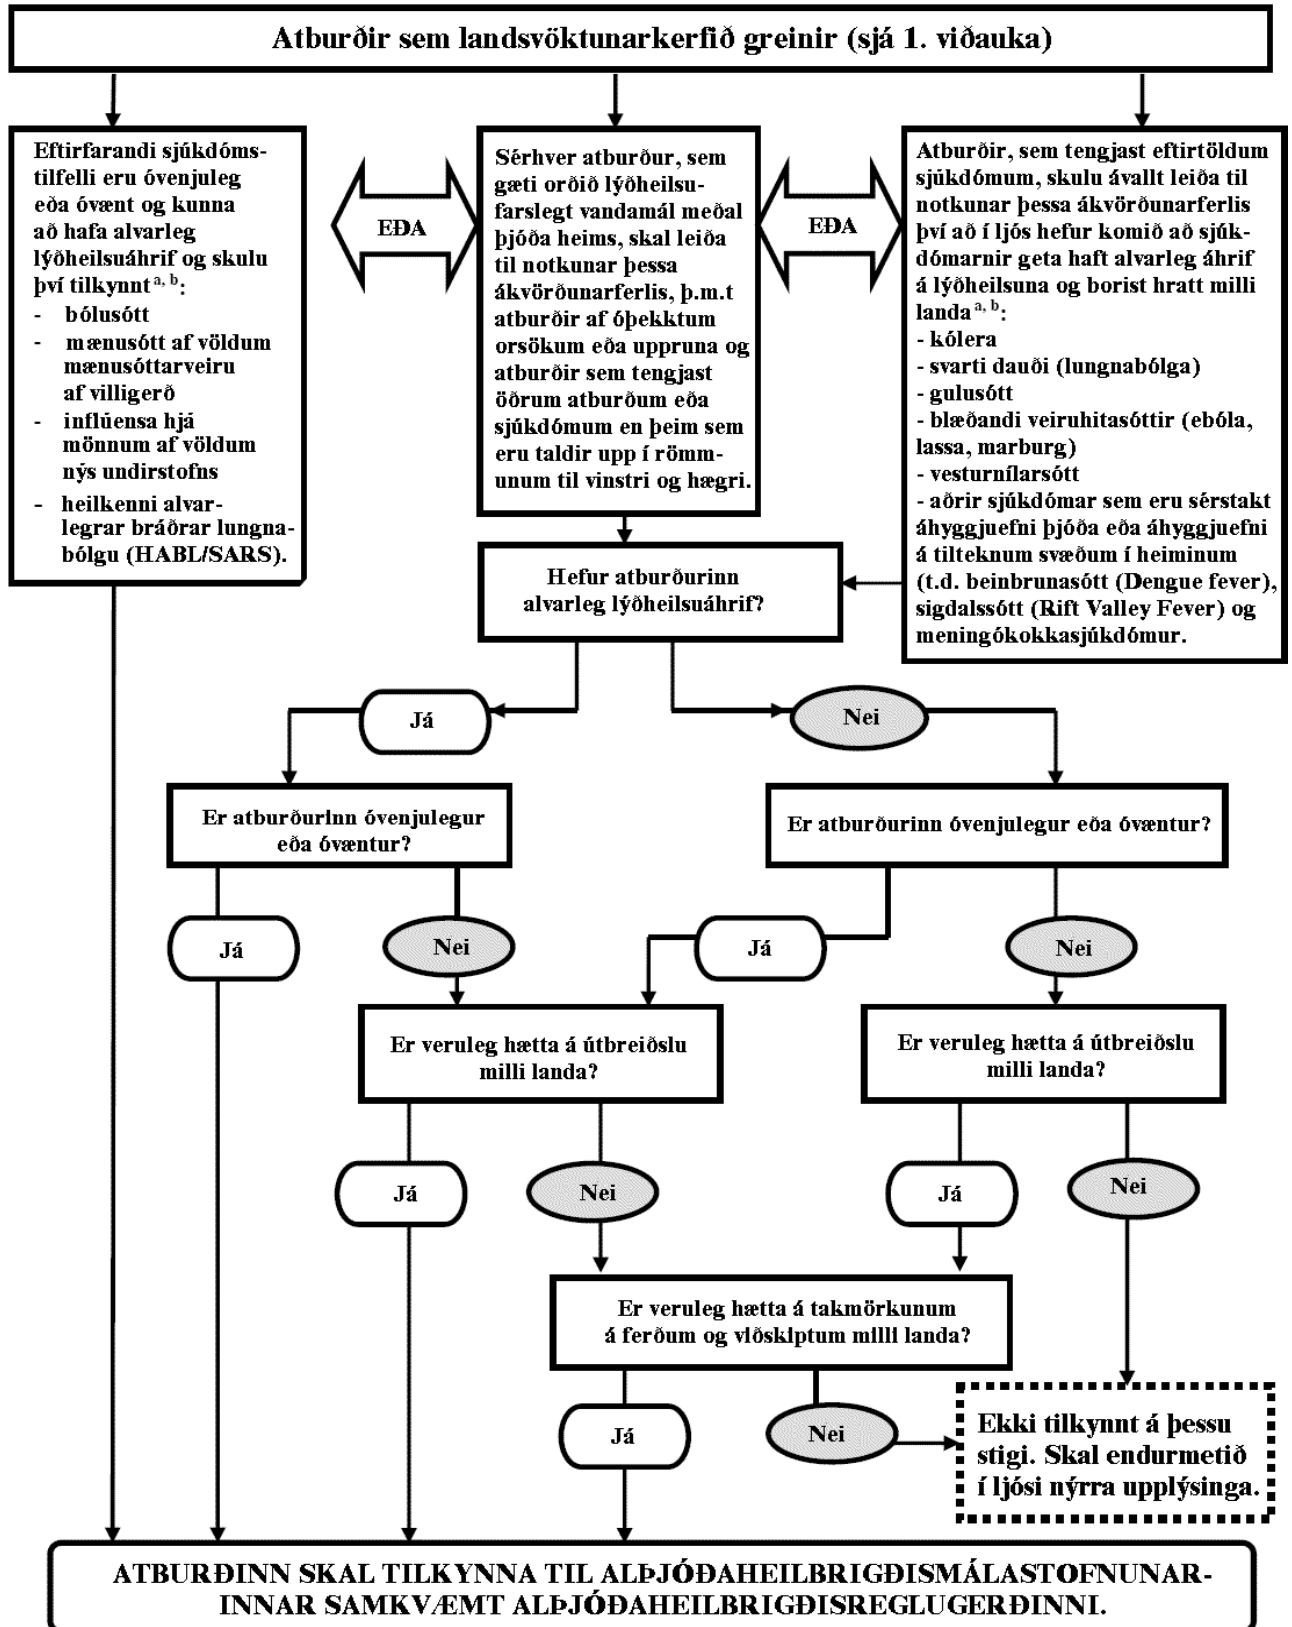 Atburðir sem landsvöktunarkerfið greinir (sjá 1. viðauka)
Eftirfarandi sjúkdóms-
tilfelli eru óvenjuleg
eða óvænt og kunna
að hafa alvarleg
lýðheilsuáhrif og skulu
því tilkynnt a, b:
- bólusótt
- mænusótt af völdum
mænusóttarveiru
af villigerð
- inflúensa hjá
mönnum af völdum
nýs undirstofns
- heilkenni alvar-
legrar bráðrar lungna-
bólgu (HABL/SARS).
EÐA
Sérhver atburður, sem
gæti orðið lýðheilsu-
farslegt vandamál meðal
þjóða heims, skal leiða
til notkunar þessa
ákvörðunarferlis, þ.m.t
atburðir af óþekktum
orsökum eða uppruna og
atburðir sem tengjast
öðrum atburðum eða
sjúkdómum en þeim sem
eru taldir upp í römm-
unum til vinstri og hægri.
EÐA
Atburðir, sem tengjast eftirtöldum
sjúkdómum, skulu ávallt leiða til
notkunar þessa ákvörðunarferlis
því að í ljós hefur komið að sjúk-
dómarnir geta haft alvarleg áhrif
á lýðheilsuna og borist hratt milli
landa a, b:
- kólera
- svarti dauði (lungnabólga)
- gulusótt
- blæðandi veiruhitasóttir (ebóla,
lassa, marburg)
- vesturnílarsótt
- aðrir sjúkdómar sem eru sérstakt
áhyggjuefni þjóða eða áhyggjuefni
á tilteknum svæðum í heiminum
(t.d. beinbrunasótt (Dengue fever),
sigdalssótt (Rift Valley Fever) og
meningókokkasjúkdómur.
Hefur atburðurinn
alvarleg lýðheilsuáhrif?
Já
Nei
Er atburðurinn óvenjulegur
eða óvæntur?
Er atburðurinn óvenjulegur eða óvæntur?
Já
Nei
Já
Nei
Er veruleg hætta á útbreiðslu
milli landa?
Er veruleg hætta á útbreiðslu
milli landa?
Já
Nei
Já
Nei
Er veruleg hætta á takmörkunum
á ferðum og viðskiptum milli landa?
Já
Nei
Ekki tilkynnt á þessu
stigi. Skal endurmetið
í ljósi nýrra upplýsinga.
ATBURÐINN SKAL TILKYNNA TIL ALÞJÓÐAHEILBRIGÐISMÁLASTOFNUNAR-
INNAR SAMKVÆMT ALÞJÓÐAHEILBRIGÐISREGLUGERÐINNI.